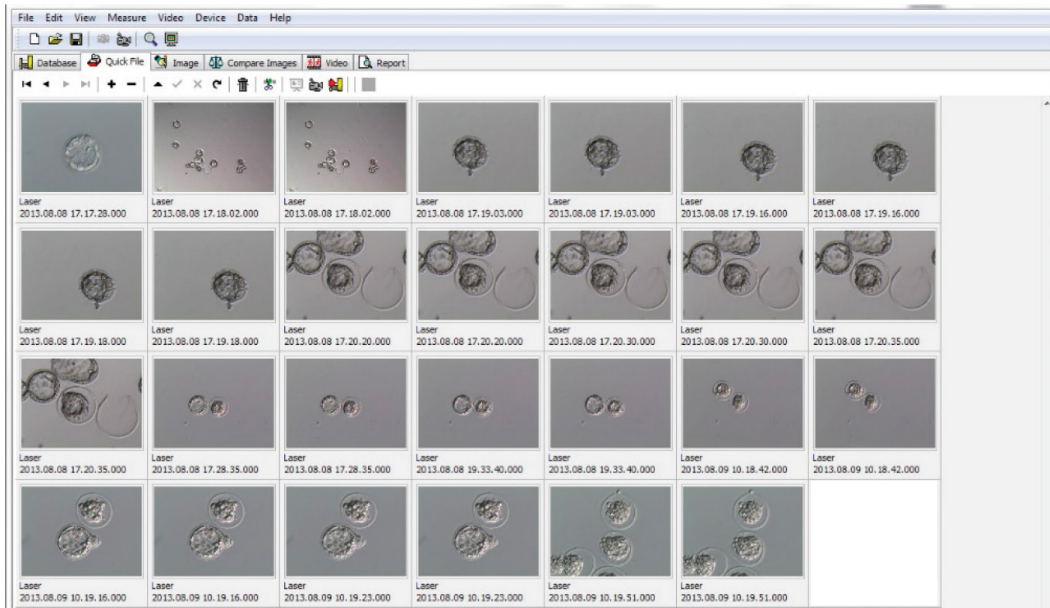 File Edit View Measure Video Device Data Help
Database Quick File Image Compare Images Video Report
Laser Laser Laser Laser Laser Laser Laser
2013.08.08 17.17.28.000 2013.08.08 17.18.02.000 2013.08.08 17.18.02.000 2013.08.08 17.19.03.000 2013.08.08 17.19.03.000 2013.08.08 17.19.16.000 2013.08.08 17.19.16.000
Laser Laser Laser Laser Laser Laser Laser
2013.08.08 17.19.18.000 2013.08.08 17.19.18.000 2013.08.08 17.20.20.000 2013.08.08 17.20.20.000 2013.08.08 17.20.30.000 2013.08.08 17.20.30.000 2013.08.08 17.20.35.000
Laser Laser Laser Laser Laser Laser Laser
2013.08.08 17.20.35.000 2013.08.08 17.28.35.000 2013.08.08 17.28.35.000 2013.08.08 19.33.40.000 2013.08.08 19.33.40.000 2013.08.09 10.18.42.000 2013.08.09 10.18.42.000
Laser Laser Laser Laser Laser Laser
2013.08.09 10.19.16.000 2013.08.09 10.19.16.000 2013.08.09 10.19.23.000 2013.08.09 10.19.23.000 2013.08.09 10.19.51.000 2013.08.09 10.19.51.000